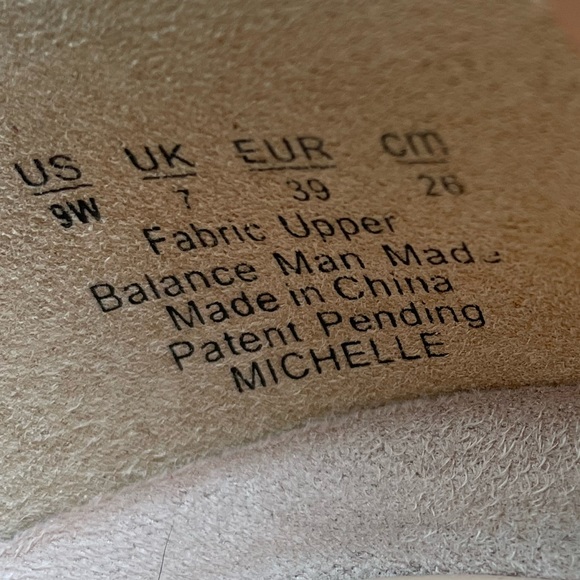 US UK EUR cm
9W 7 39 26
Fabric Upper
Balance Man Made
Made in China
Patent Pending
MICHELLE